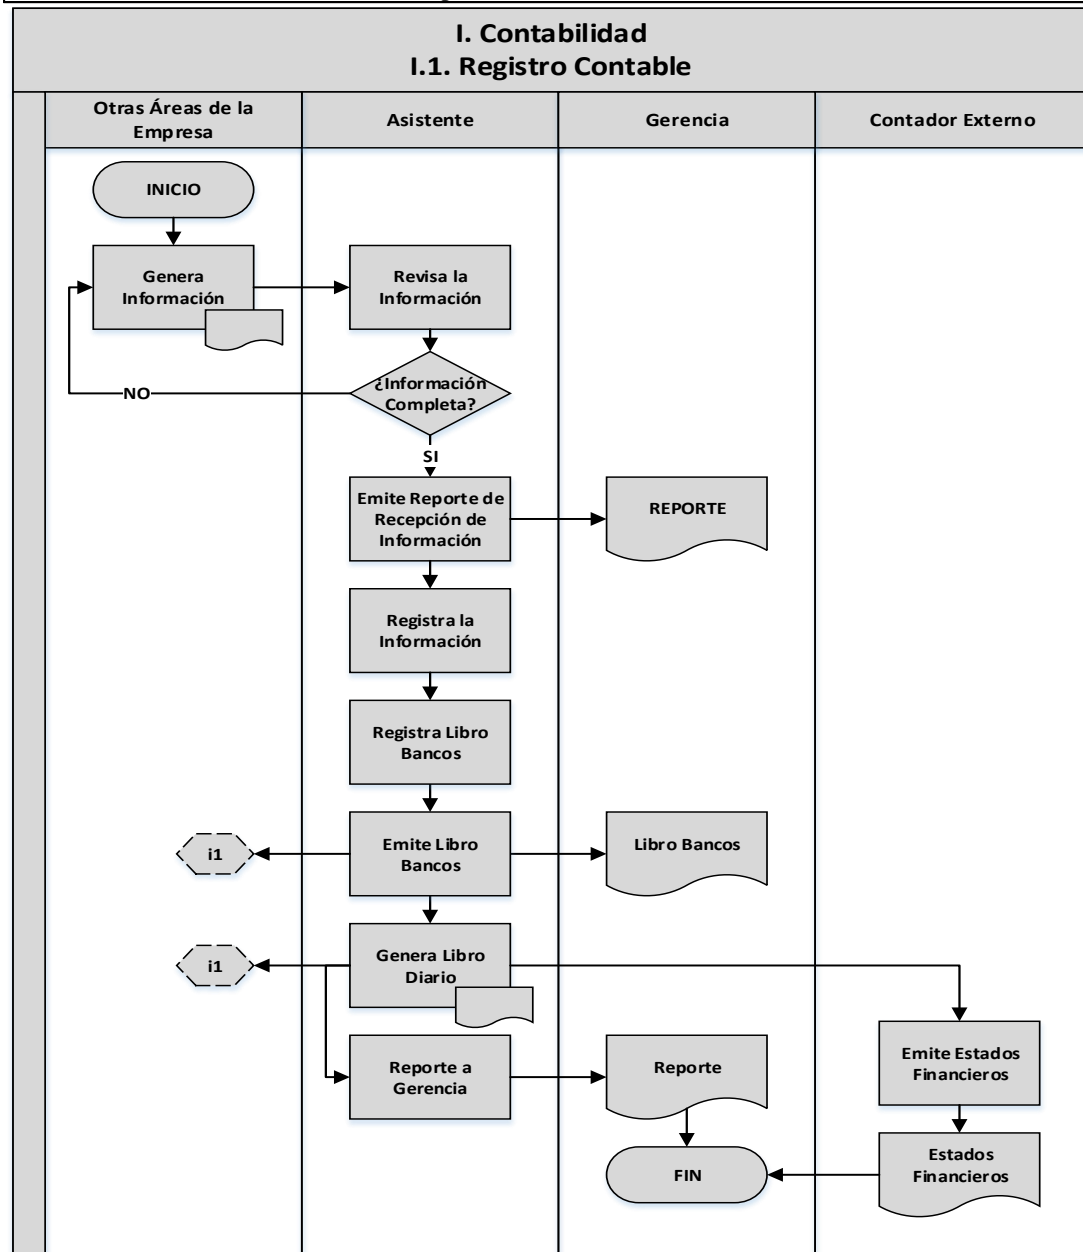 I. Contabilidad
I.1. Registro Contable
Otras Áreas de la
Empresa
Asistente
Gerencia
Contador Externo
INICIO
Genera
Información
Revisa la
Información
¿Información
Completa?
NO
SI
Emite Reporte de
Recepción de
Información
REPORTE
Registra la
Información
Registra Libro
Bancos
i1
Emite Libro
Bancos
Libro Bancos
i1
Genera Libro
Diario
Emite Estados
Financieros
Reporte a
Gerencia
Reporte
Estados
Financieros
FIN